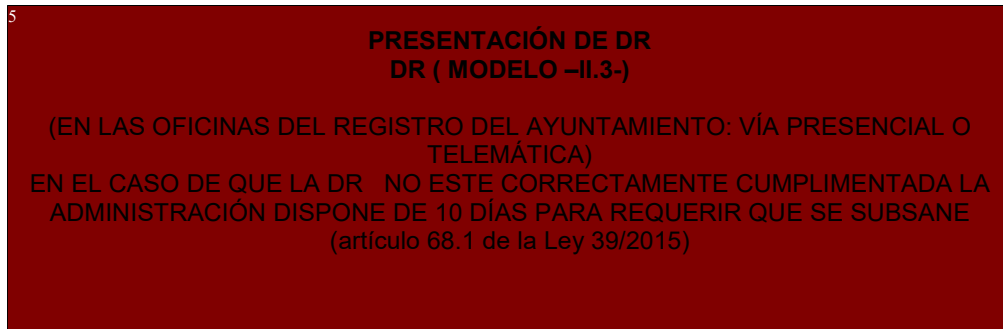 5
PRESENTACIÓN DE DR
DR ( MODELO –II.3-)
(EN LAS OFICINAS DEL REGISTRO DEL AYUNTAMIENTO: VÍA PRESENCIAL O
TELEMÁTICA)
EN EL CASO DE QUE LA DR   NO ESTE CORRECTAMENTE CUMPLIMENTADA LA
ADMINISTRACIÓN DISPONE DE 10 DÍAS PARA REQUERIR QUE SE SUBSANE
(artículo 68.1 de la Ley 39/2015)